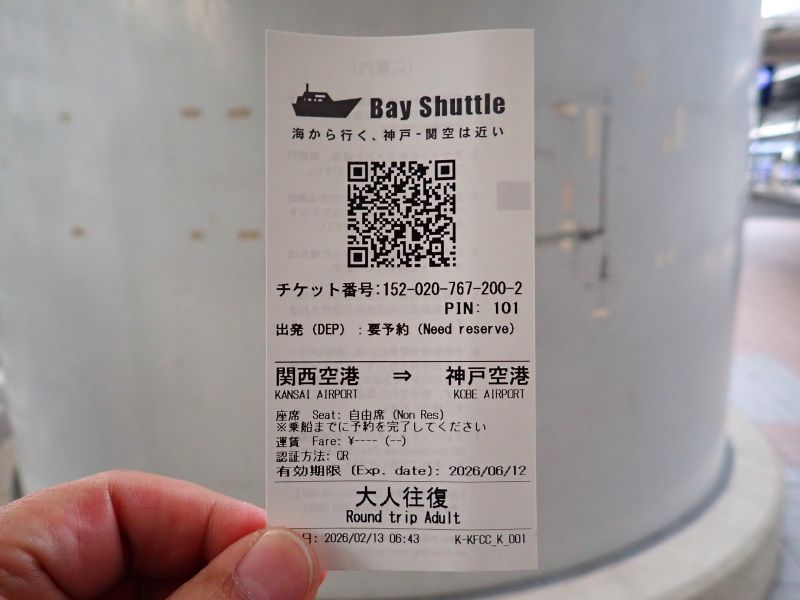 Bay Shuttle
海から行く、神戸-関空は近い
チケット番号:152-020-767-200-2
PIN: 101
出発 (DEP) : 要予約 (Need reserve)
関西空港 ⇒ 神戸空港
KANSAI AIRPORT KOBE AIRPORT
座席 Seat: 自由席 (Non Res)
※乗船までに予約を完了してください
運賃 Fare: ¥---- (--)
認証方法: QR
有効期限 (Exp. date): 2026/06/12
大人往復
Round trip Adult
日: 2026/02/13 06:43 K-KFCC_K_001